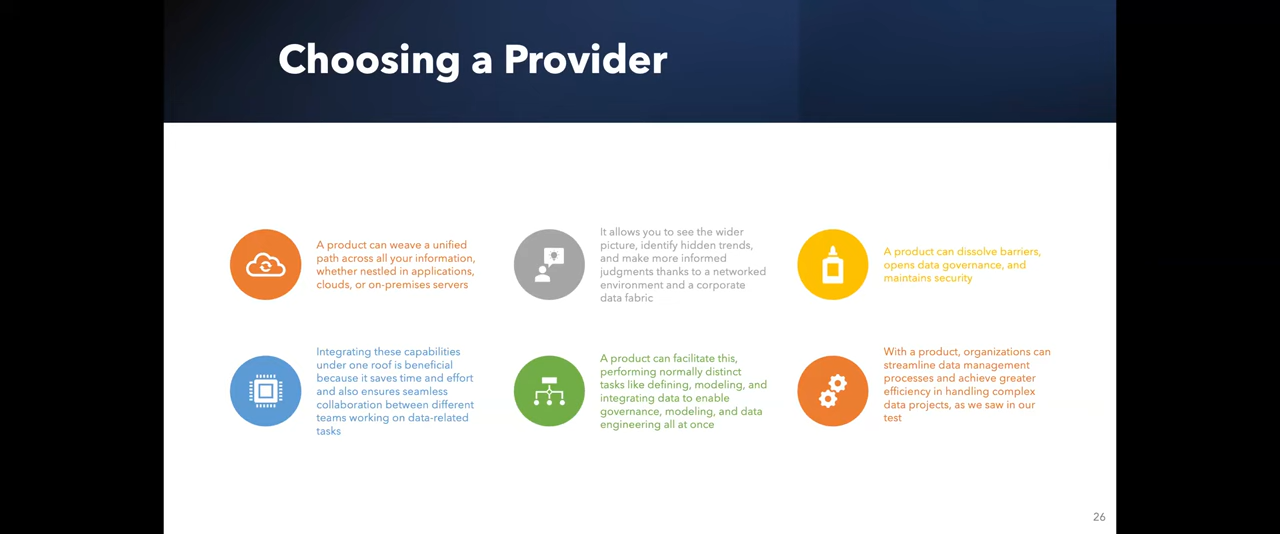 Choosing a Provider
A product can weave a unified
path across all your information,
whether nestled in applications,
clouds, or on-premises servers
It allows you to see the wider
picture, identify hidden trends,
and make more informed
judgments thanks to a networked
environment and a corporate
data fabric
A product can dissolve barriers,
opens data governance, and
maintains security
Integrating these capabilities
under one roof is beneficial
because it saves time and effort
and also ensures seamless
collaboration between different
teams working on data-related
tasks
A product can facilitate this,
performing normally distinct
tasks like defining, modeling, and
integrating data to enable
governance, modeling, and data
engineering all at once
With a product, organizations can
streamline data management
processes and achieve greater
efficiency in handling complex
data projects, as we saw in our
test
26